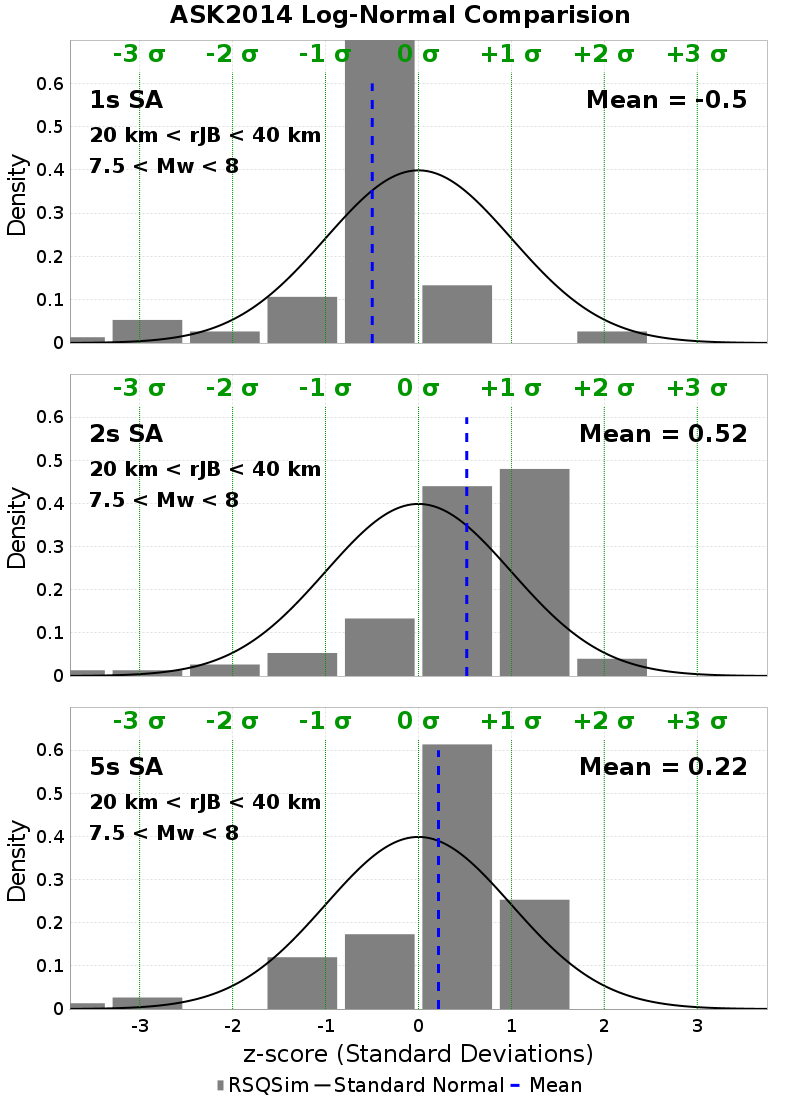 ASK2014 Log-Normal Comparision
-3 σ -2 σ -1 σ 0 σ +1 σ +2 σ +3 σ
0.6
1s SA Mean = -0.5
0.5
20 km < rJB < 40 km
7.5 < Mw < 8
0.4
0.3
0.2
0.1
0
Density
-3 σ -2 σ -1 σ 0 σ +1 σ +2 σ +3 σ
0.6
2s SA Mean = 0.52
0.5
20 km < rJB < 40 km
7.5 < Mw < 8
0.4
0.3
0.2
0.1
0
Density
-3 σ -2 σ -1 σ 0 σ +1 σ +2 σ +3 σ
0.6
5s SA Mean = 0.22
0.5
20 km < rJB < 40 km
7.5 < Mw < 8
0.4
0.3
0.2
0.1
0
Density
-3 -2 -1 0 1 2 3
z-score (Standard Deviations)
RSQSim Standard Normal Mean